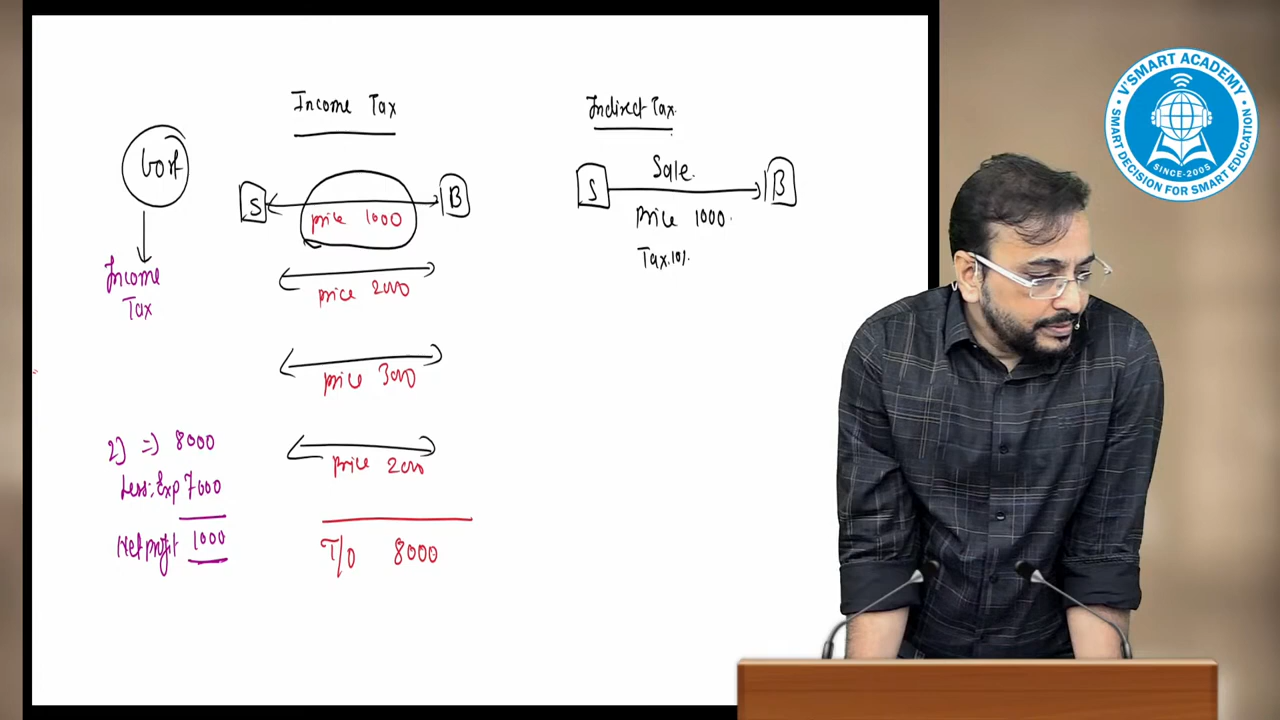 Income Tax
Govt
Income
Tax
S
B
price 1000
price 2000
price 3000
price 2000
T/O 8000
2) => 8000
Less: Exp 7000
Net profit 1000
Indirect Tax
S
Sale
B
price 1000
Tax 10%
V'SMART ACADEMY
SINCE-2005
SMART DECISION FOR SMART EDUCATION